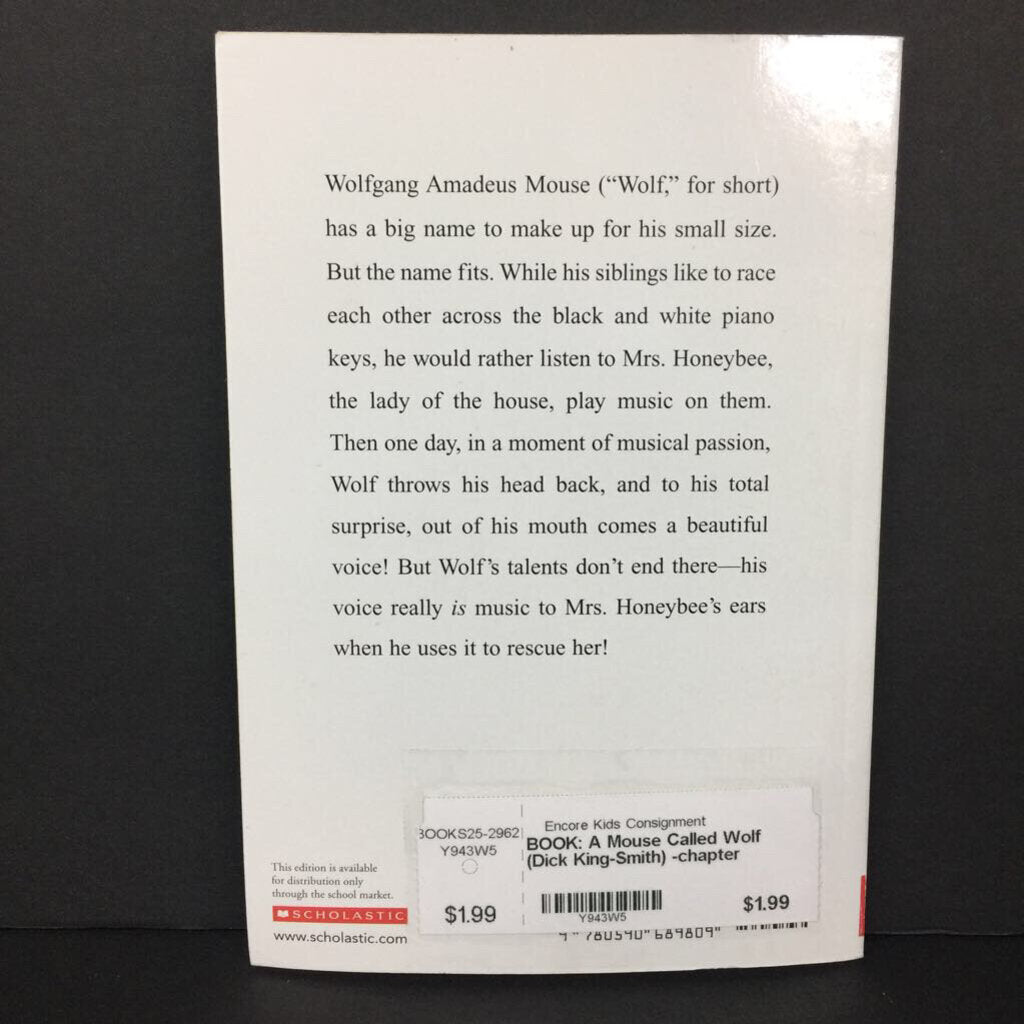 Wolfgang Amadeus Mouse (“Wolf,” for short)
has a big name to make up for his small size.
But the name fits. While his siblings like to race
each other across the black and white piano
keys, he would rather listen to Mrs. Honeybee,
the lady of the house, play music on them.
Then one day, in a moment of musical passion,
Wolf throws his head back, and to his total
surprise, out of his mouth comes a beautiful
voice! But Wolf’s talents don’t end there—his
voice really is music to Mrs. Honeybee’s ears
when he uses it to rescue her!
BOOKS25-2962
Y943W5
$1.99
Encore Kids Consignment
BOOK: A Mouse Called Wolf
(Dick King-Smith) -chapter
Y943W5
$1.99
This edition is available
for distribution only
through the school market.
SCHOLASTIC
www.scholastic.com
9 780590 689809